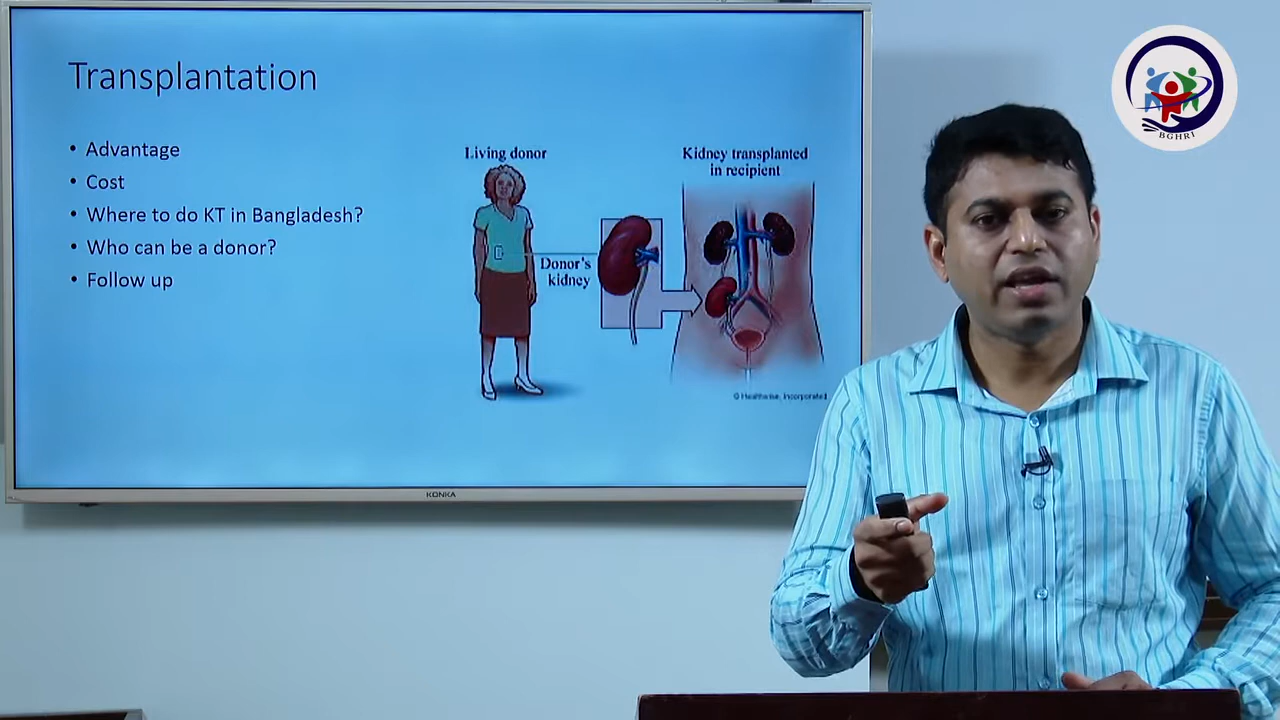 Transplantation
• Advantage
• Cost
• Where to do KT in Bangladesh?
• Who can be a donor?
• Follow up
Living donor
Donor's
kidney
Kidney transplanted
in recipient
© Healthwise, Incorporated
KONKA
BGHRI